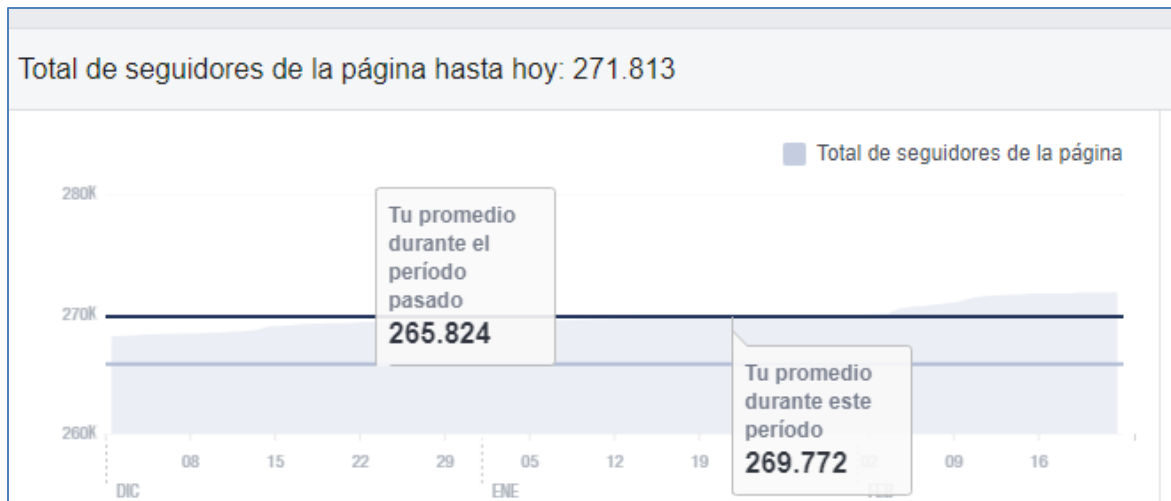 Total de seguidores de la página hasta hoy: 271.813
Total de seguidores de la página
280K
Tu promedio
durante el
período
pasado
265.824
270K
Tu promedio
durante este
período
269.772
260K
08 15 22 29 05 12 19 02 09 16
DIC ENE FEB